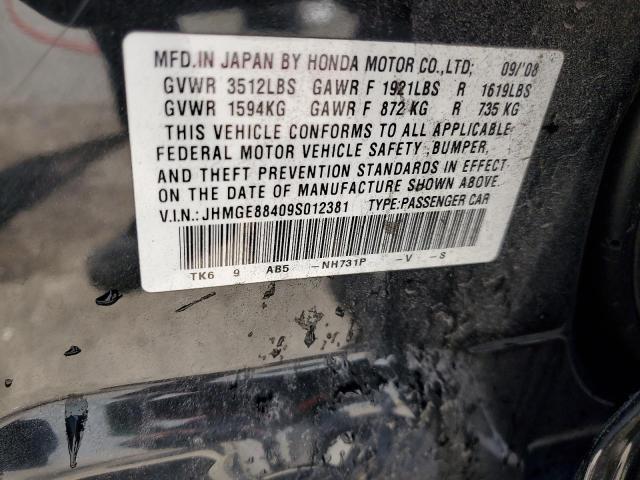 MFD.IN JAPAN BY HONDA MOTOR CO.,LTD; 09/'08
GVWR 3512LBS GAWR F 1921LBS R 1619LBS
GVWR 1594KG GAWR F 872 KG R 735 KG
THIS VEHICLE CONFORMS TO ALL APPLICABLE
FEDERAL MOTOR VEHICLE SAFETY ,BUMPER,
AND THEFT PREVENTION STANDARDS IN EFFECT
ON THE DATE OF MANUFACTURE SHOWN ABOVE.
V.I.N.:JHMGE88409S012381 TYPE:PASSENGER CAR
TK6 9 AB5 -NH731P -V -S